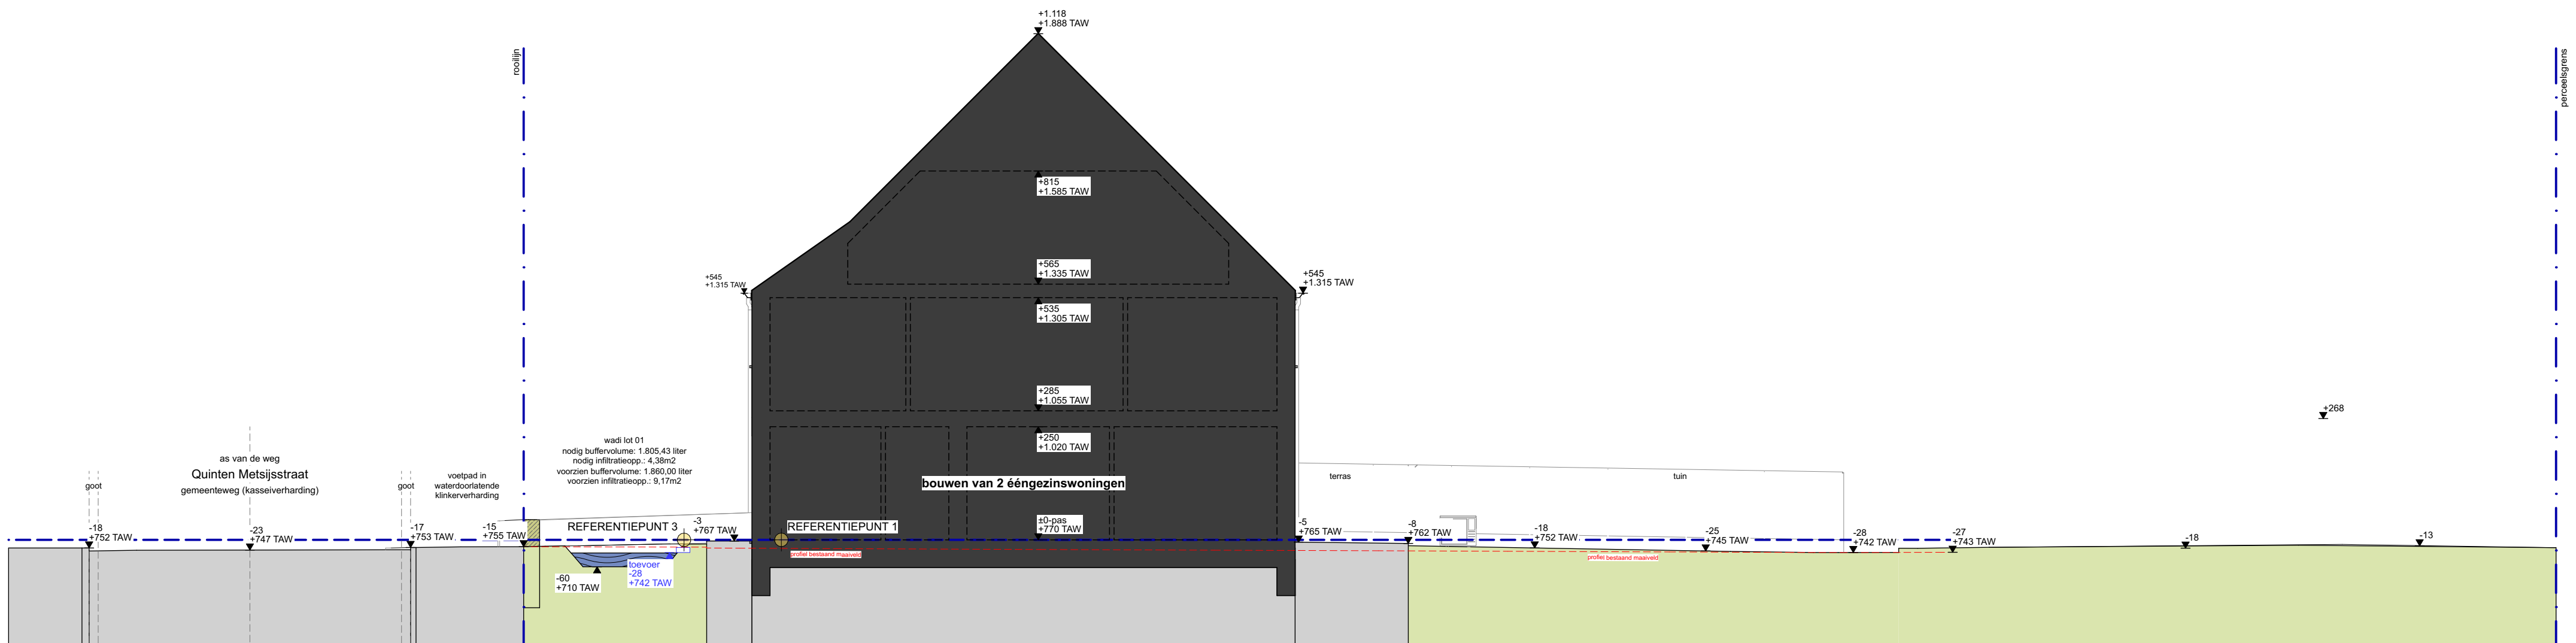 +1.118
+1.888 TAW
rooilijn
perceelsgrens
+815
+1.585 TAW
+565
+1.335 TAW
+545
+1.315 TAW
+545
+1.315 TAW
+535
+1.305 TAW
+285
+1.055 TAW
+268
+250
+1.020 TAW
wadi lot 01
nodig buffervolume: 1.805,43 liter
nodig infiltratieopp.: 4,38m2
voorzien buffervolume: 1.860,00 liter
voorzien infiltratieopp.: 9,17m2
as van de weg
Quinten Metsijsstraat
gemeenteweg (kasseiverharding)
goot
goot
voetpad in
waterdoorlatende
klinkerverharding
bouwen van 2 ééngezinswoningen
terras
tuin
-18
+752 TAW
-23
+747 TAW
-17
+753 TAW
-15
+755 TAW
REFERENTIEPUNT 3
-3
+767 TAW
REFERENTIEPUNT 1
±0-pas
+770 TAW
-5
+765 TAW
-8
+762 TAW
-18
+752 TAW
-25
+745 TAW
-28
+742 TAW
-27
+743 TAW
-18
-13
profiel bestaand maaiveld
profiel bestaand maaiveld
toevoer
-28
+742 TAW
-60
+710 TAW